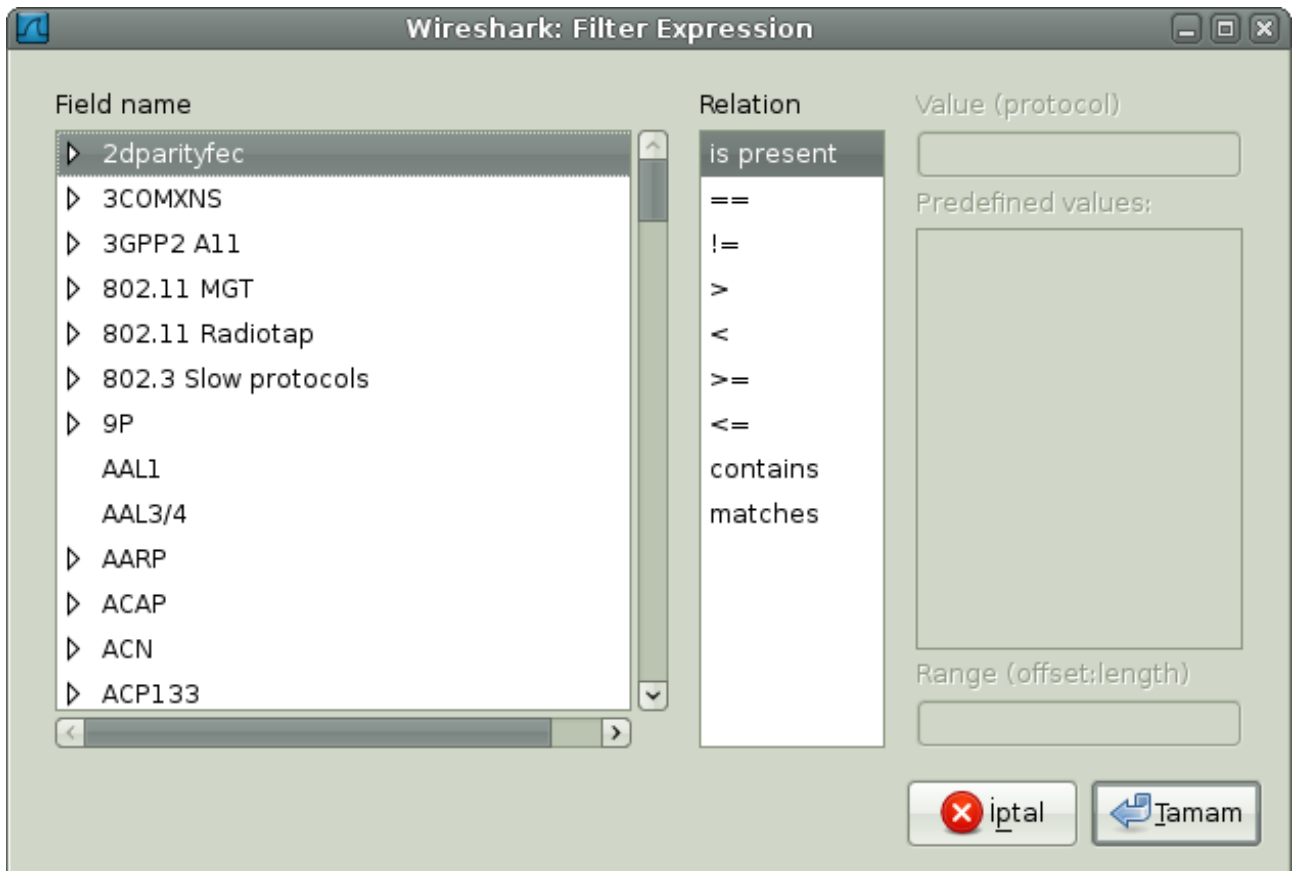 Wireshark: Filter Expression
Field name
2dparityfec
3COMXNS
3GPP2 A11
802.11 MGT
802.11 Radiotap
802.3 Slow protocols
9P
AAL1
AAL3/4
AARP
ACAP
ACN
ACP133
Relation
is present
==
!=
>
<
>=
<=
contains
matches
Value (protocol)
Predefined values:
Range (offset:length)
İptal
Tamam